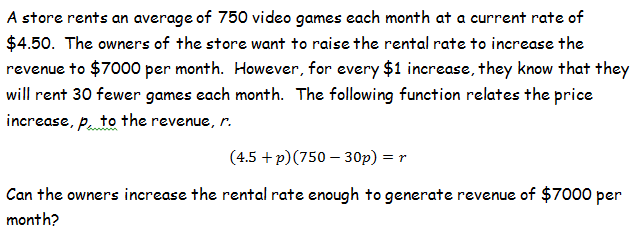 A store rents an average of 750 video games each month at a current rate of
$4.50. The owners of the store want to raise the rental rate to increase the
revenue to $7000 per month. However, for every $1 increase, they know that they
will rent 30 fewer games each month. The following function relates the price
increase, p, to the revenue, r.
(4.5 + p)(750 − 30p) = r
Can the owners increase the rental rate enough to generate revenue of $7000 per
month?